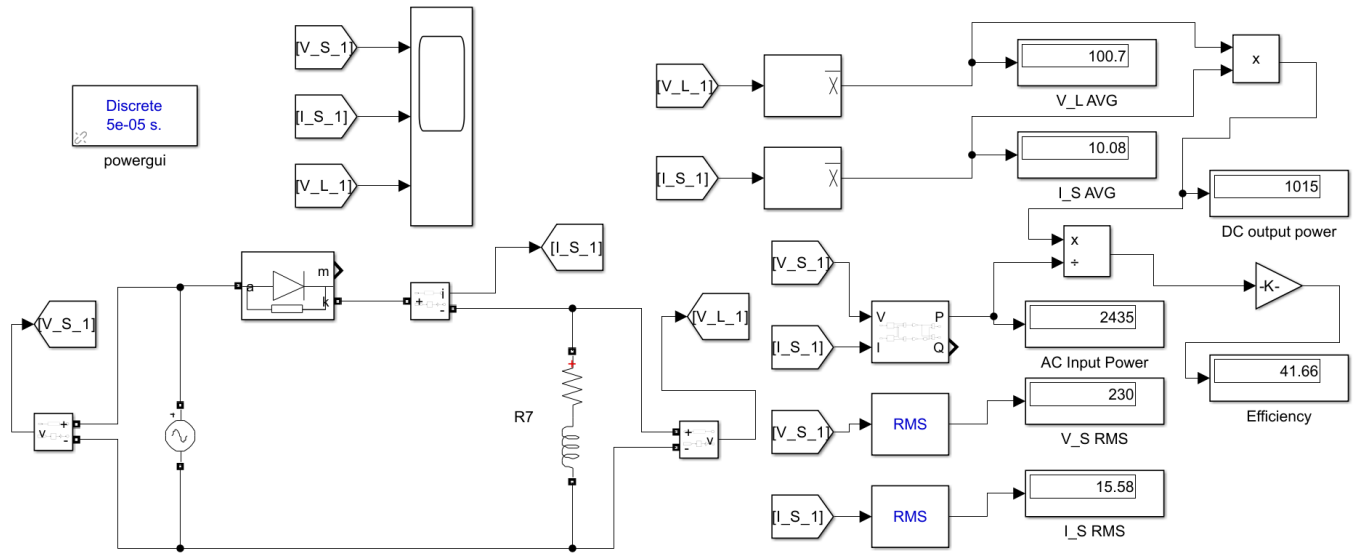 [V_S_1]
[I_S_1]
[V_L_1]
Discrete
5e-05 s.
powergui
[V_L_1]
[I_S_1]
100.7
V_L AVG
10.08
I_S AVG
x
1015
DC output power
[I_S_1]
m
a
k
i
+
-
[V_S_1]
v
+
-
R7
+
[V_L_1]
+
-
v
[V_S_1]
[I_S_1]
V
I
P
Q
x
÷
-K-
2435
AC Input Power
41.66
Efficiency
[V_S_1]
RMS
230
V_S RMS
[I_S_1]
RMS
15.58
I_S RMS